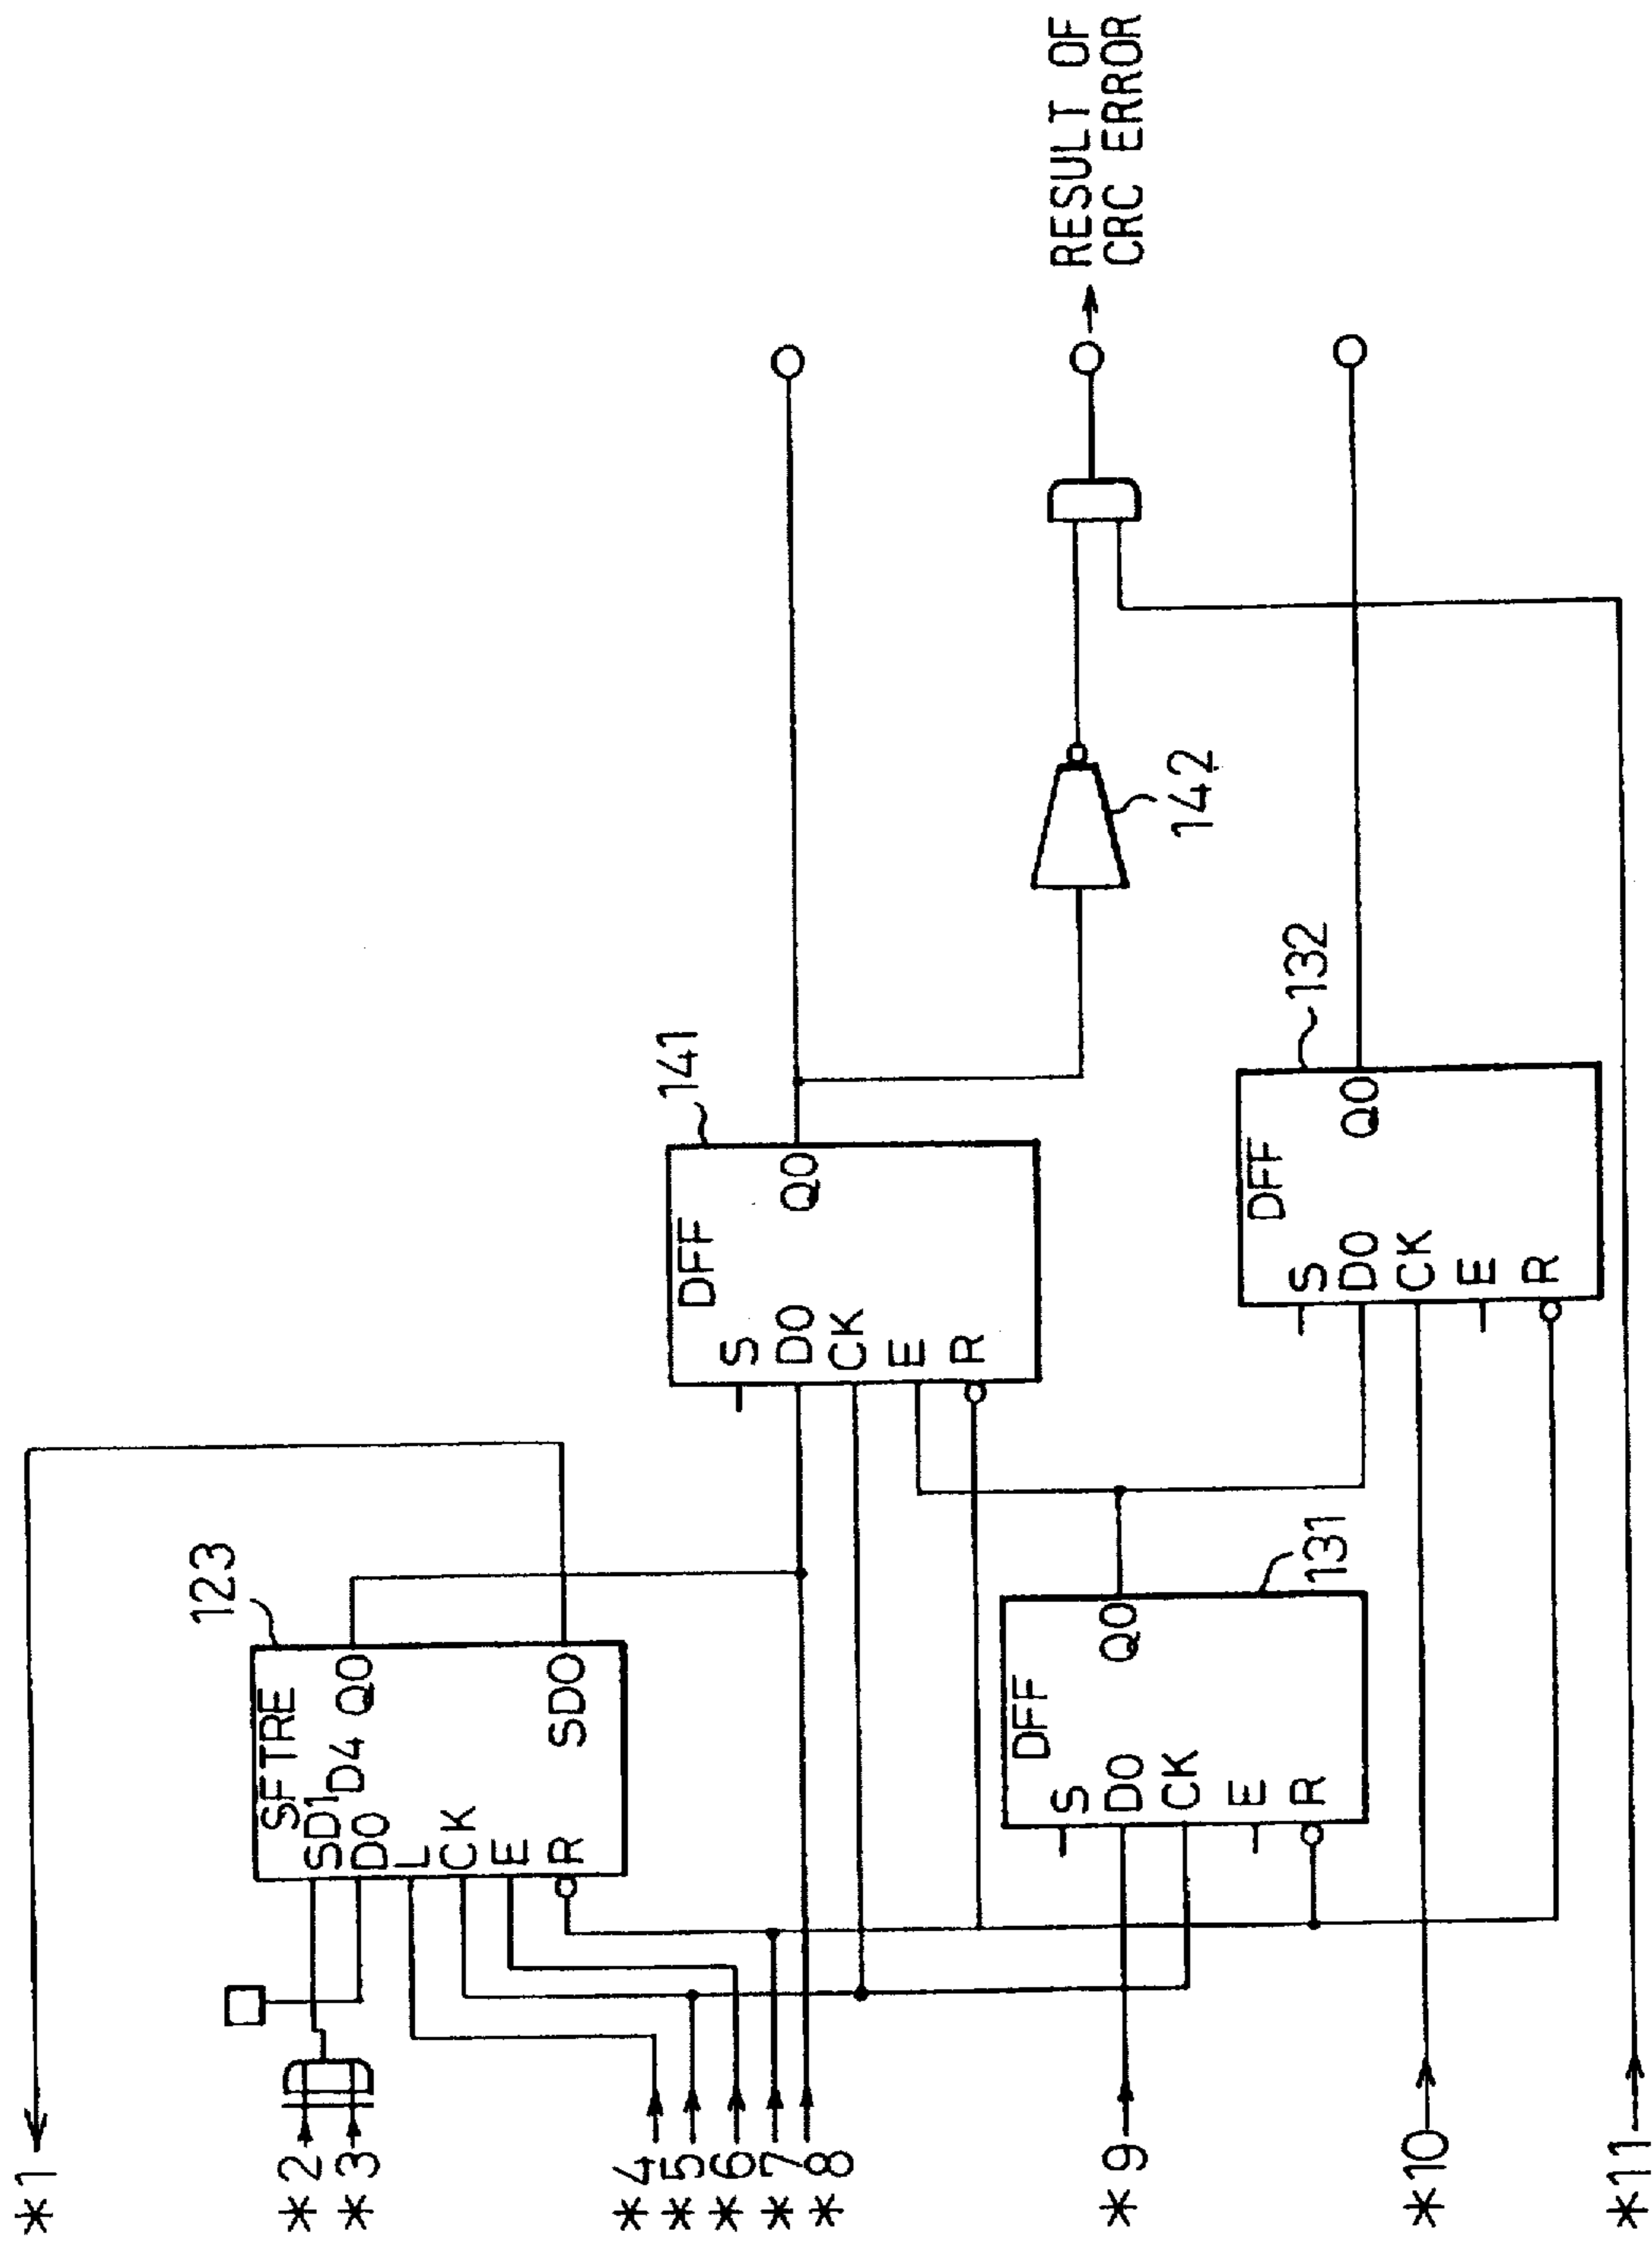 *1
*2
*3
*4
*5
*6
*7
*8
*9
*10
*11
123
SFTRE
SD1
D4 Q0
D0
L
CK
E
R
SDO
141
DFF
S
D0
Q0
CK
E
R
131
DFF
S
D0
Q0
CK
E
R
132
DFF
S
D0
Q0
CK
E
R
142
RESULT OF
CRC ERROR